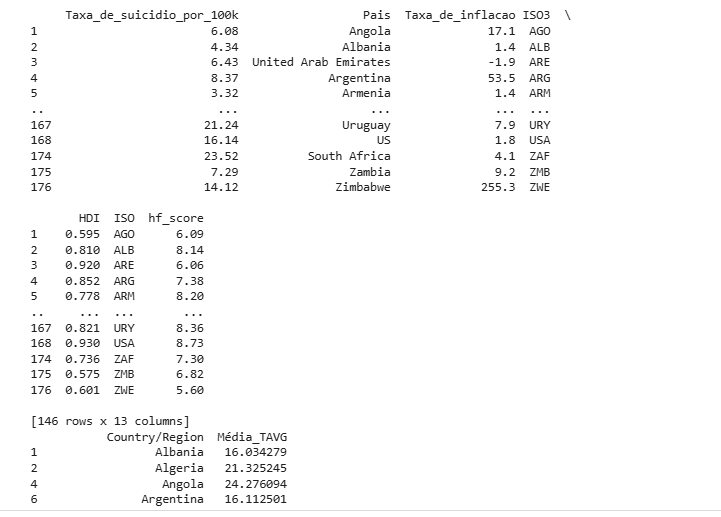 Taxa_de_suicidio_por_100k Pais Taxa_de_inflacao ISO3 \
1 6.08 Angola 17.1 AGO
2 4.34 Albania 1.4 ALB
3 6.43 United Arab Emirates -1.9 ARE
4 8.37 Argentina 53.5 ARG
5 3.32 Armenia 1.4 ARM
.. ... ... ... ...
167 21.24 Uruguay 7.9 URY
168 16.14 US 1.8 USA
174 23.52 South Africa 4.1 ZAF
175 7.29 Zambia 9.2 ZMB
176 14.12 Zimbabwe 255.3 ZWE
HDI ISO hf_score
1 0.595 AGO 6.09
2 0.810 ALB 8.14
3 0.920 ARE 6.06
4 0.852 ARG 7.38
5 0.778 ARM 8.20
.. ... ... ...
167 0.821 URY 8.36
168 0.930 USA 8.73
174 0.736 ZAF 7.30
175 0.575 ZMB 6.82
176 0.601 ZWE 5.60
[146 rows x 13 columns]
Country/Region Média_TAVG
1 Albania 16.034279
2 Algeria 21.325245
4 Angola 24.276094
6 Argentina 16.112501